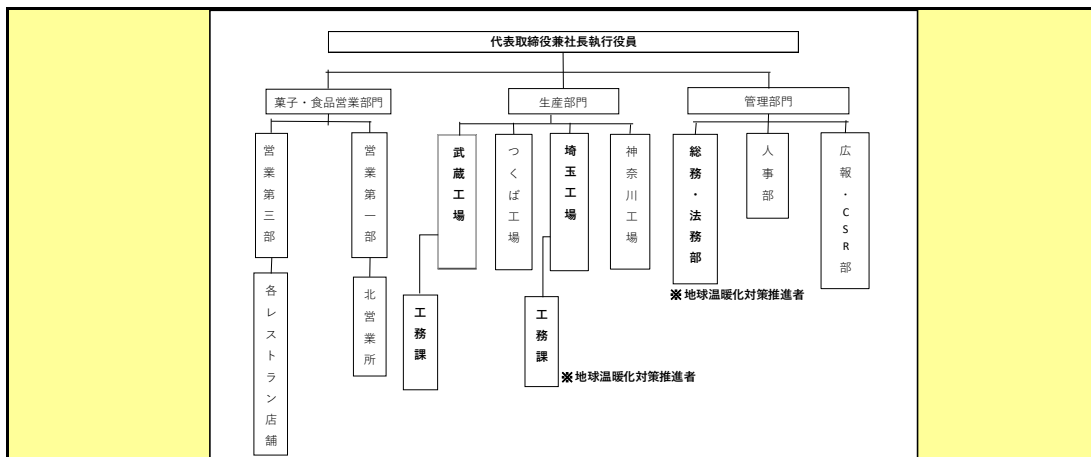 代表取締役兼社長執行役員
菓子・食品営業部門
生産部門
管理部門
営業第三部
営業第一部
武蔵工場
つくば工場
埼玉工場
神奈川工場
総務・法務部
人事部
広報・CSR部
各レストラン店舗
北営業所
工務課
工務課
※地球温暖化対策推進者
※地球温暖化対策推進者